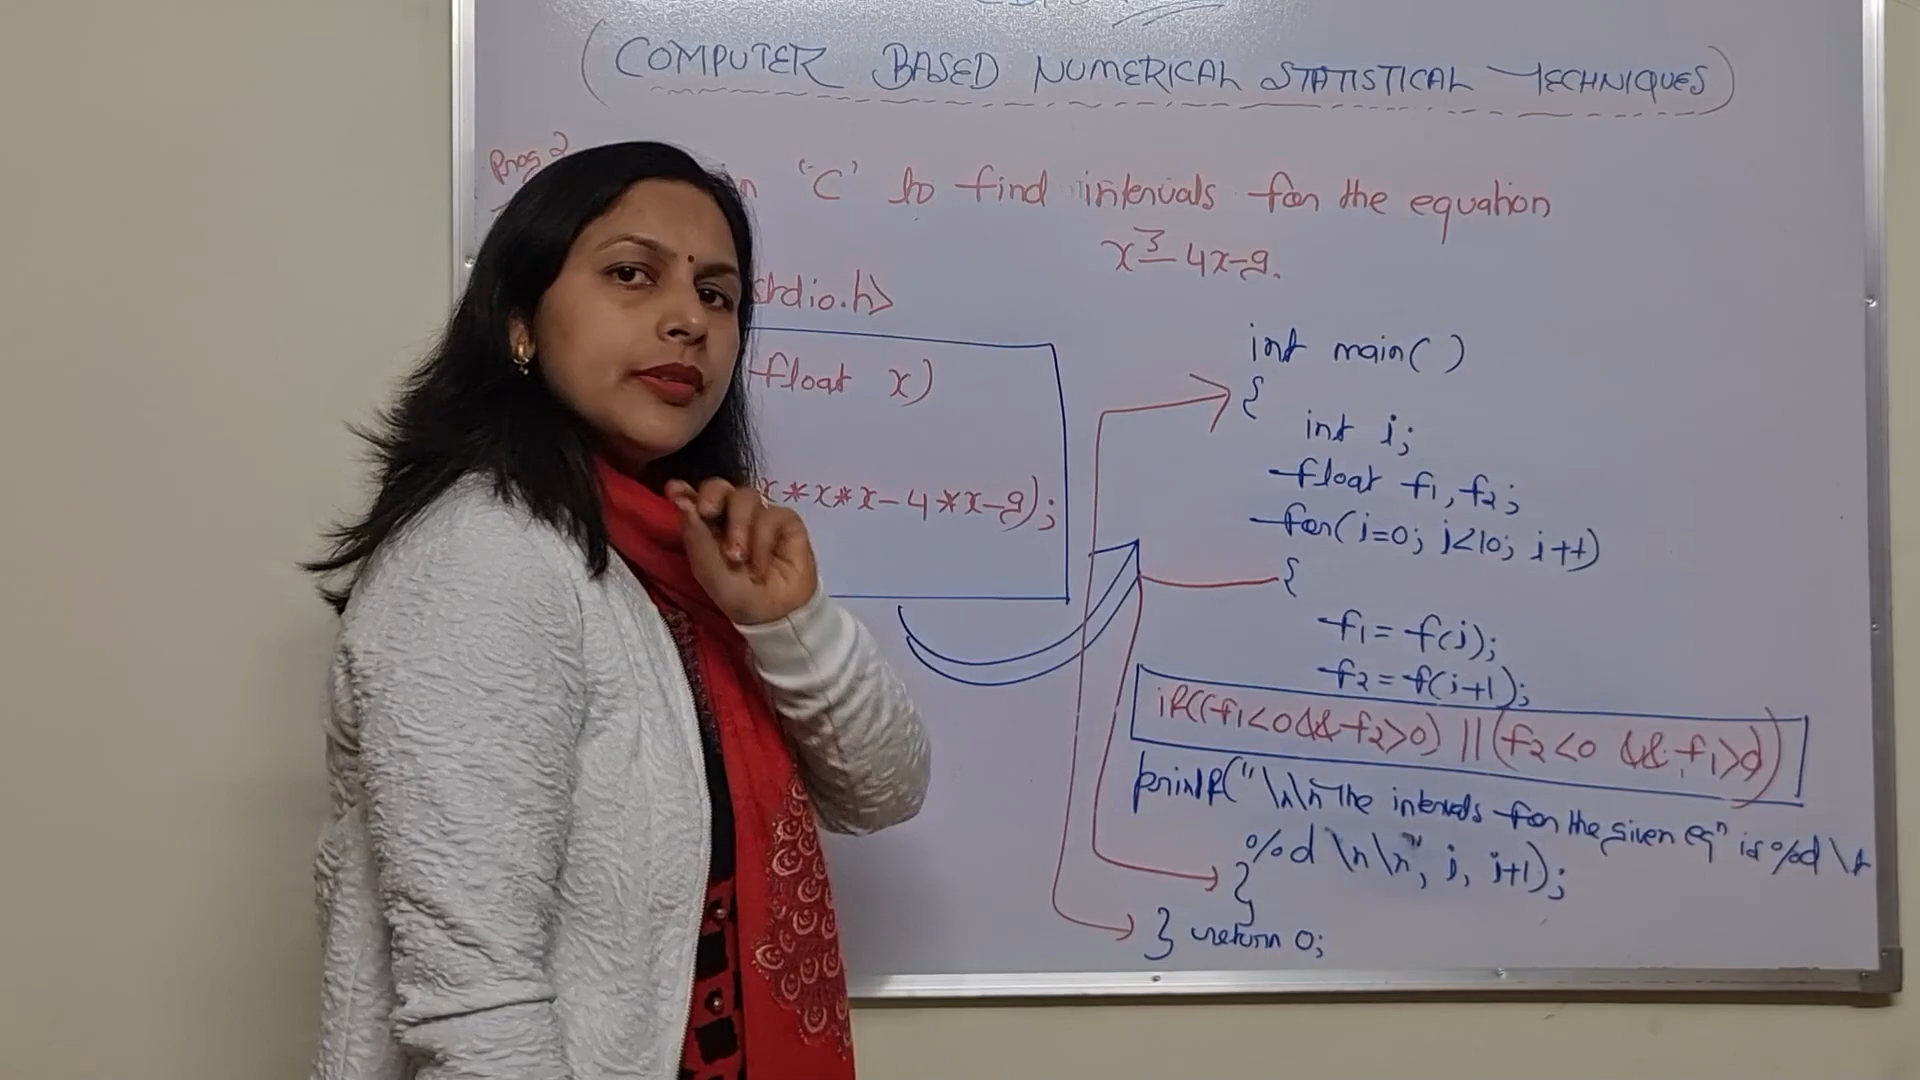 (COMPUTER BASED NUMERICAL STATISTICAL TECHNIQUES)
Prog 2
'C' to find intervals for the equation
x³-4x-9.
stdio.h>
float x)
x*x*x-4*x-9);
int main( )
{
int i;
float f1, f2;
for(i=0; i<10; i++)
{
f1 = f(i);
f2 = f(i+1);
if((f1<0 && f2>0) || (f2<0 && f1>0)
printf("\n\n The intervals for the given eqⁿ is %d \t
%d \n\n", i, i+1);
}
} return 0;